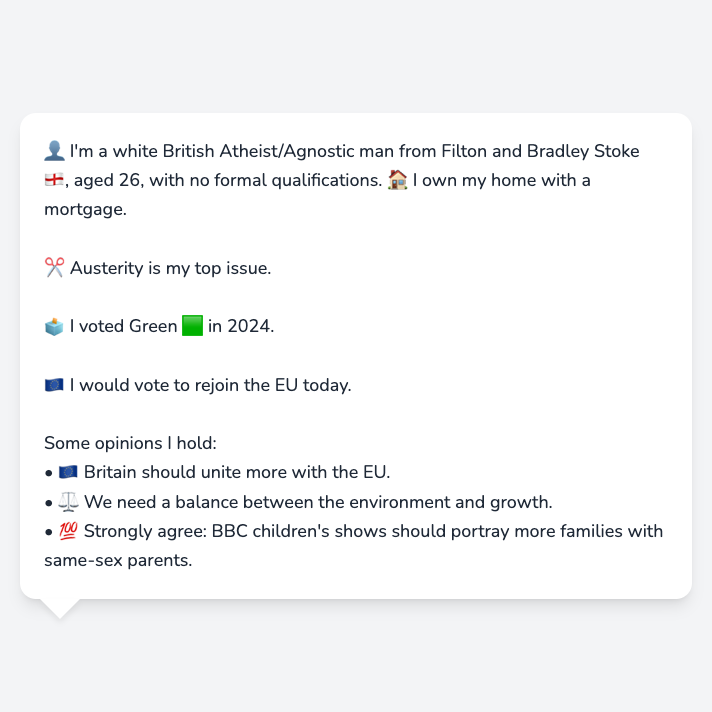 👤 I'm a white British Atheist/Agnostic man from Filton and Bradley Stoke
🏴󠁧󠁢󠁥󠁮󠁧󠁿, aged 26, with no formal qualifications. 🏠 I own my home with a
mortgage.
✂️ Austerity is my top issue.
🗳️ I voted Green 🟩 in 2024.
🇪🇺 I would vote to rejoin the EU today.
Some opinions I hold:
• 🇪🇺 Britain should unite more with the EU.
• ⚖️ We need a balance between the environment and growth.
• 💯 Strongly agree: BBC children's shows should portray more families with
same-sex parents.